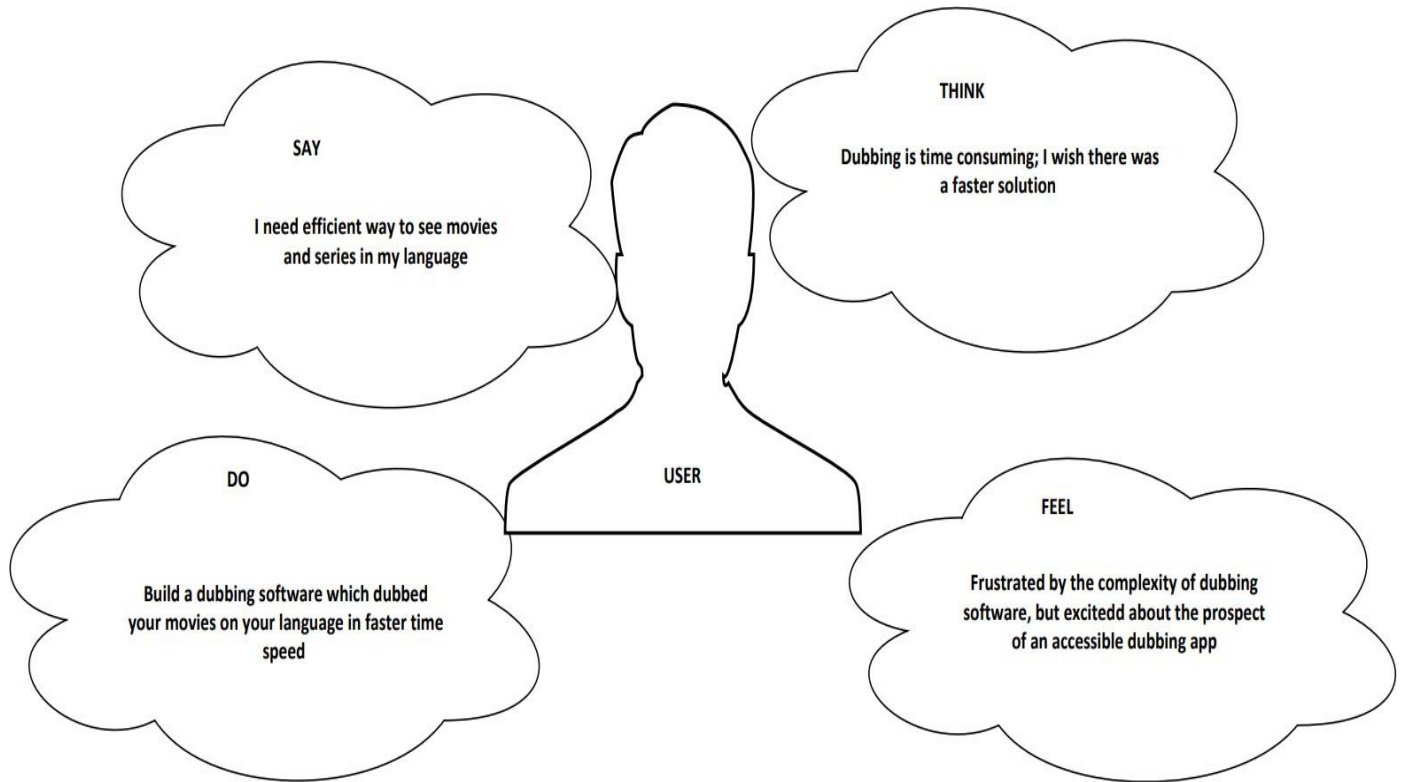 SAY
I need efficient way to see movies
and series in my language
THINK
Dubbing is time consuming; I wish there was
a faster solution
USER
DO
Build a dubbing software which dubbed
your movies on your language in faster time
speed
FEEL
Frustrated by the complexity of dubbing
software, but excitedd about the prospect
of an accessible dubbing app